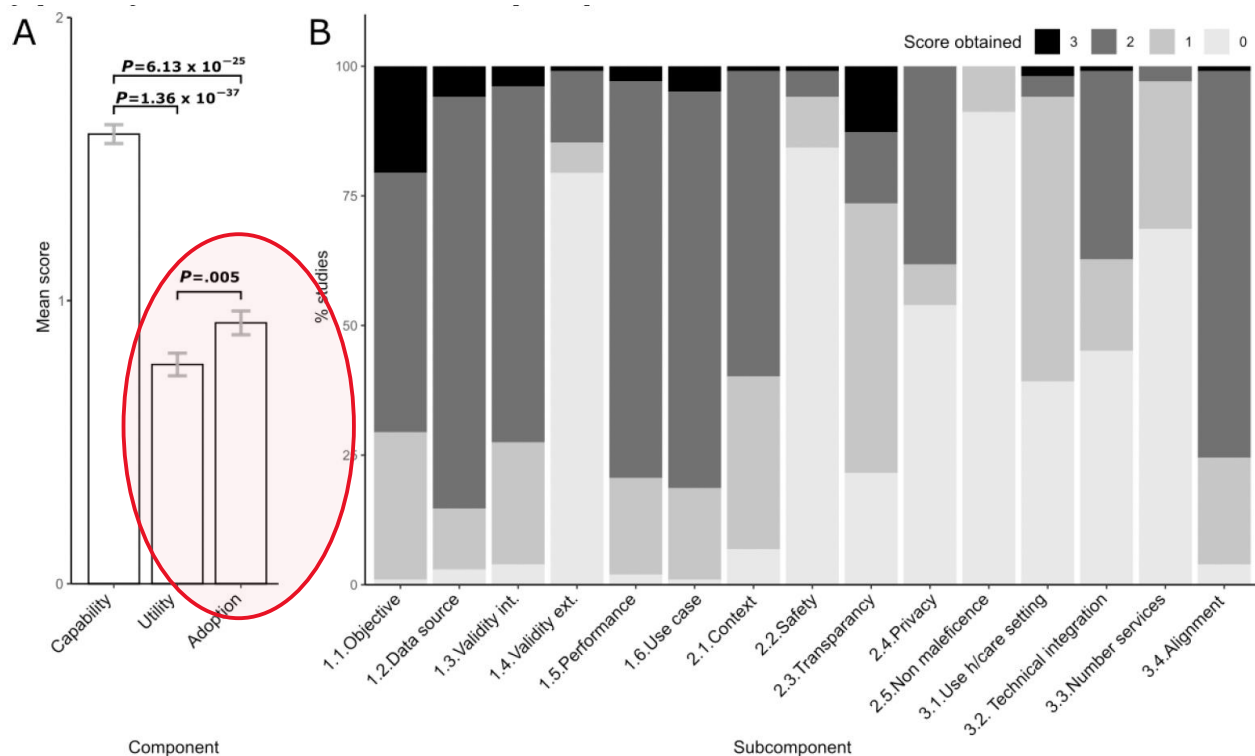 A
2
P=6.13 x 10⁻²⁵
P=1.36 x 10⁻³⁷
P=.005
1
0
Mean score
Capability
Utility
Adoption
Component
B
Score obtained 3 2 1 0
100
75
50
25
0
% studies
1.1.Objective
1.2.Data source
1.3.Validity int.
1.4.Validity ext.
1.5.Performance
1.6.Use case
2.1.Context
2.2.Safety
2.3.Transparancy
2.4.Privacy
2.5.Non maleficence
3.1.Use h/care setting
3.2. Technical integration
3.3.Number services
3.4.Alignment
Subcomponent